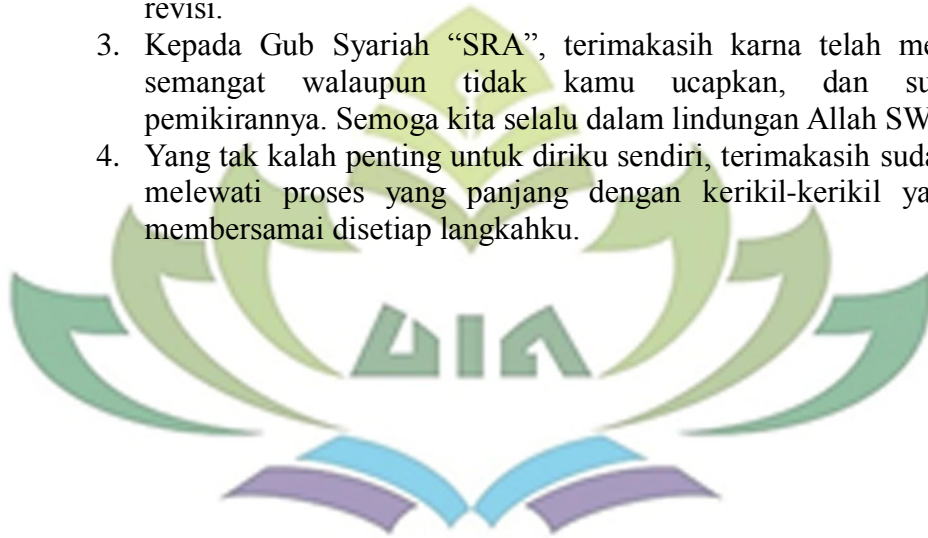 revisi.
3. Kepada Gub Syariah “SRA”, terimakasih karna telah me
semangat walaupun tidak kamu ucapkan, dan su
pemikirannya. Semoga kita selalu dalam lindungan Allah SW
4. Yang tak kalah penting untuk diriku sendiri, terimakasih suda
melewati proses yang panjang dengan kerikil-kerikil ya
membersamai disetiap langkahku.
UIN